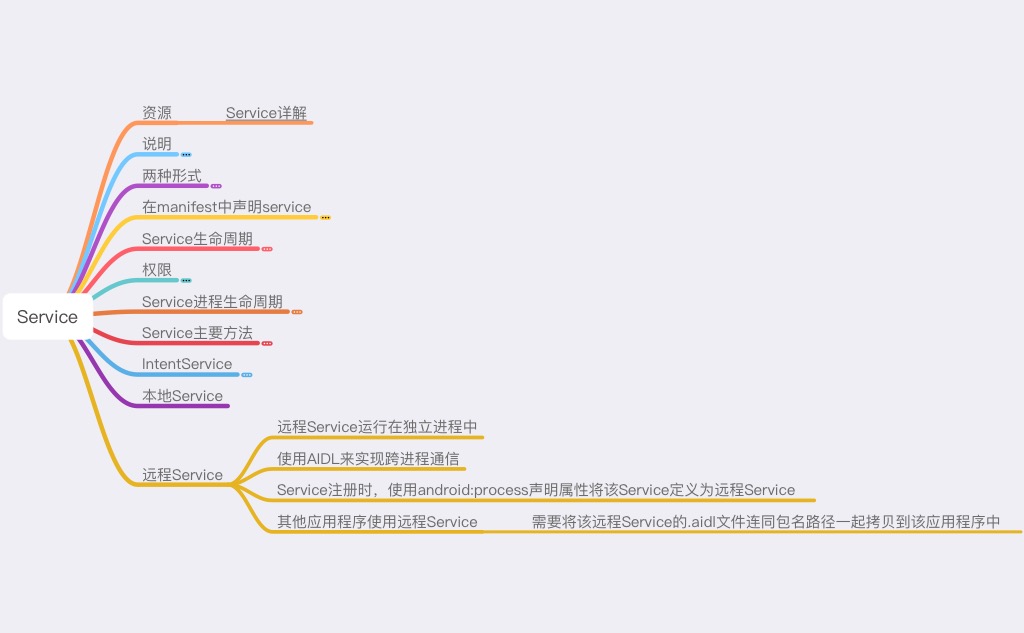 资源
Service详解
说明
两种形式
在manifest中声明service
Service生命周期
权限
Service进程生命周期
Service
Service主要方法
IntentService
本地Service
远程Service
远程Service运行在独立进程中
使用AIDL来实现跨进程通信
Service注册时，使用android:process声明属性将该Service定义为远程Service
其他应用程序使用远程Service
需要将该远程Service的.aidl文件连同包名路径一起拷贝到该应用程序中